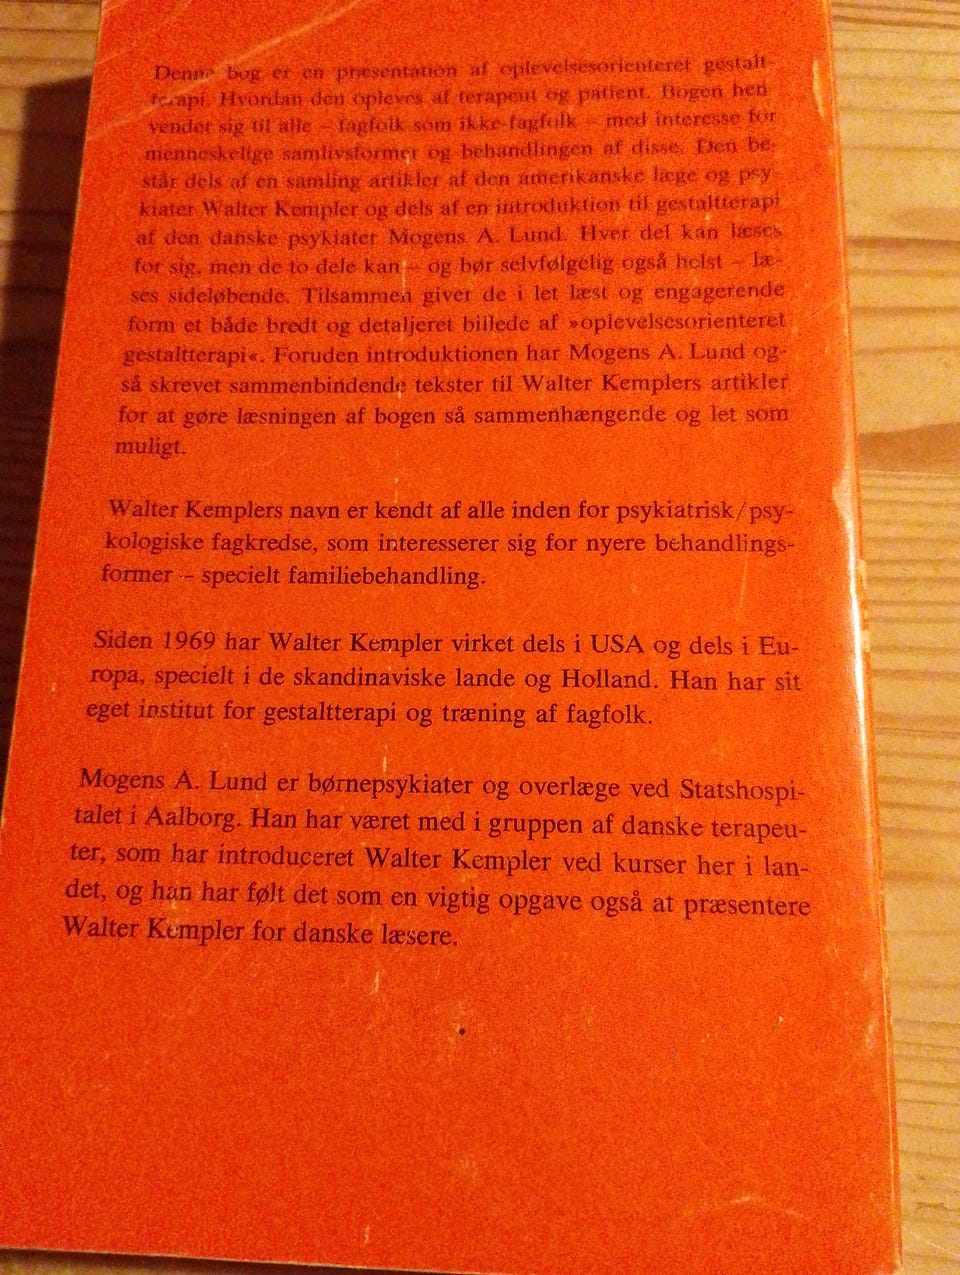 Denne bog er en præsentation af oplevelsesorienteret gestalt-
terapi. Hvordan den opleves af terapeut og patient. Bogen hen
vender sig til alle – fagfolk som ikke-fagfolk – med interesse for
menneskelige samlivsformer og behandlingen af disse. Den be-
står dels af en samling artikler af den amerikanske læge og psy-
kiater Walter Kempler og dels af en introduktion til gestaltterapi
af den danske psykiater Mogens A. Lund. Hver del kan læses
for sig, men de to dele kan – og bør selvfølgelig også helst – læ-
ses sideløbende. Tilsammen giver de i let læst og engagerende
form et både bredt og detaljeret billede af »oplevelsesorienteret
gestaltterapi«. Foruden introduktionen har Mogens A. Lund og-
så skrevet sammenbindende tekster til Walter Kemplers artikler
for at gøre læsningen af bogen så sammenhængende og let som
muligt.
Walter Kemplers navn er kendt af alle inden for psykiatrisk/psy-
kologiske fagkredse, som interesserer sig for nyere behandlings-
former – specielt familiebehandling.
Siden 1969 har Walter Kempler virket dels i USA og dels i Eu-
ropa, specielt i de skandinaviske lande og Holland. Han har sit
eget institut for gestaltterapi og træning af fagfolk.
Mogens A. Lund er børnepsykiater og overlæge ved Statshospi-
talet i Aalborg. Han har været med i gruppen af danske terapeu-
ter, som har introduceret Walter Kempler ved kurser her i lan-
det, og han har følt det som en vigtig opgave også at præsentere
Walter Kempler for danske læsere.